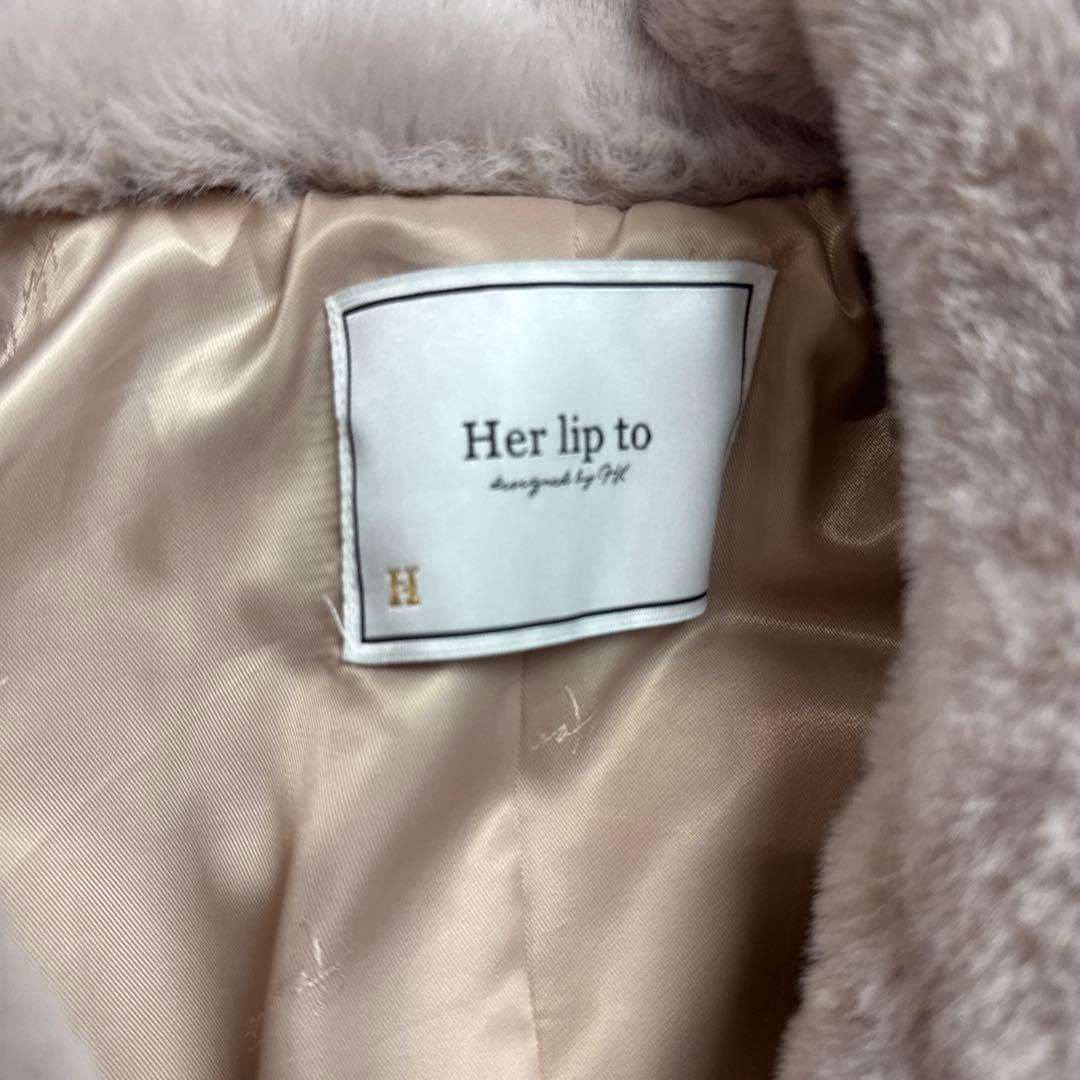 Her lip to
designed by HK
H